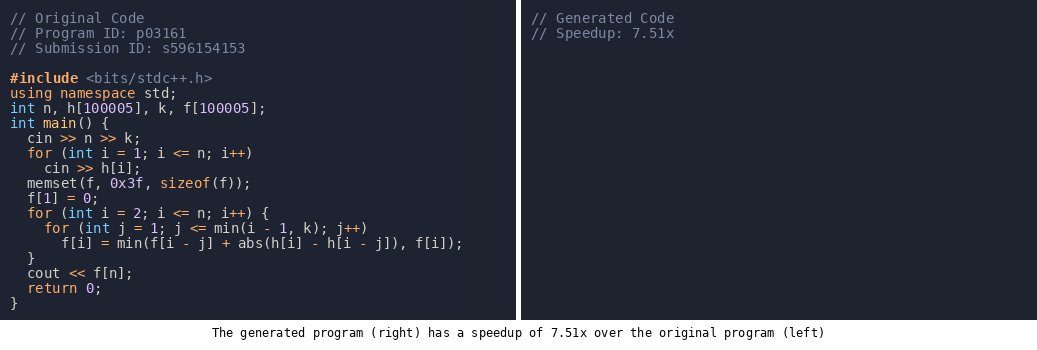 // Original Code
// Program ID: p03161
// Submission ID: s596154153
#include <bits/stdc++.h>
using namespace std;
int n, h[100005], k, f[100005];
int main() {
  cin >> n >> k;
  for (int i = 1; i <= n; i++)
    cin >> h[i];
  memset(f, 0x3f, sizeof(f));
  f[1] = 0;
  for (int i = 2; i <= n; i++) {
    for (int j = 1; j <= min(i - 1, k); j++)
      f[i] = min(f[i - j] + abs(h[i] - h[i - j]), f[i]);
  }
  cout << f[n];
  return 0;
}
// Generated Code
// Speedup: 7.51x
The generated program (right) has a speedup of 7.51x over the original program (left)